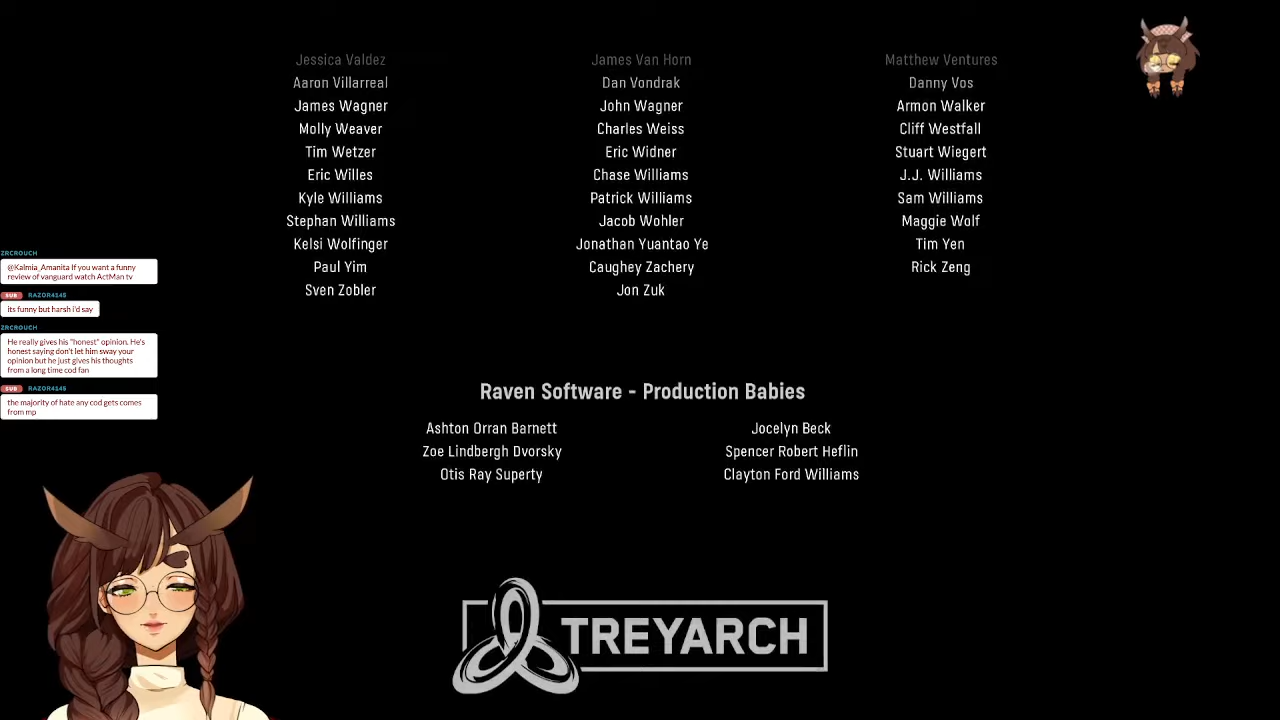 Jessica Valdez James Van Horn Matthew Ventures
Aaron Villarreal Dan Vondrak Danny Vos
James Wagner John Wagner Armon Walker
Molly Weaver Charles Weiss Cliff Westfall
Tim Wetzer Eric Widner Stuart Wiegert
Eric Willes Chase Williams J.J. Williams
Kyle Williams Patrick Williams Sam Williams
Stephan Williams Jacob Wohler Maggie Wolf
Kelsi Wolfinger Jonathan Yuantao Ye Tim Yen
Paul Yim Caughey Zachery Rick Zeng
Sven Zobler Jon Zuk
ZRCROUCH
@Kalmia_Amanita If you want a funny
review of vanguard watch ActMan tv
SUB RAZOR4145
its funny but harsh i'd say
ZRCROUCH
He really gives his "honest" opinion. He's
honest saying don't let him sway your
opinion but he just gives his thoughts
from a long time cod fan
SUB RAZOR4145
the majority of hate any cod gets comes
from mp
Raven Software - Production Babies
Ashton Orran Barnett Jocelyn Beck
Zoe Lindbergh Dvorsky Spencer Robert Heflin
Otis Ray Superty Clayton Ford Williams
TREYARCH